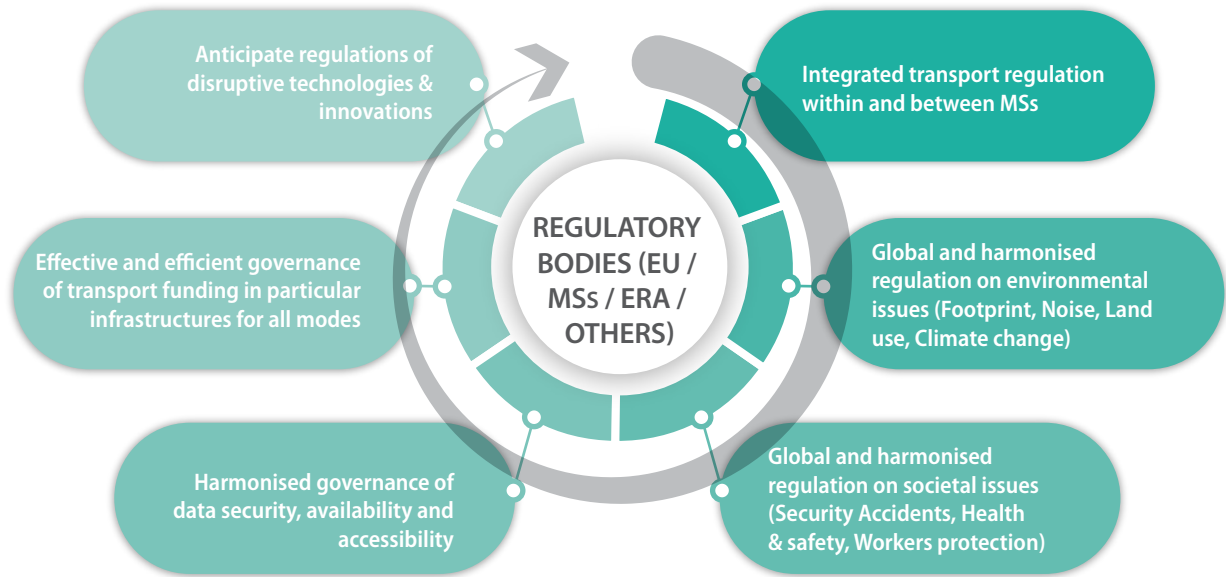 Anticipate regulations of
disruptive technologies &
innovations
Integrated transport regulation
within and between MSs
REGULATORY
BODIES (EU /
MSs / ERA /
OTHERS)
Effective and efficient governance
of transport funding in particular
infrastructures for all modes
Global and harmonised
regulation on environmental
issues (Footprint, Noise, Land
use, Climate change)
Harmonised governance of
data security, availability and
accessibility
Global and harmonised
regulation on societal issues
(Security Accidents, Health
& safety, Workers protection)